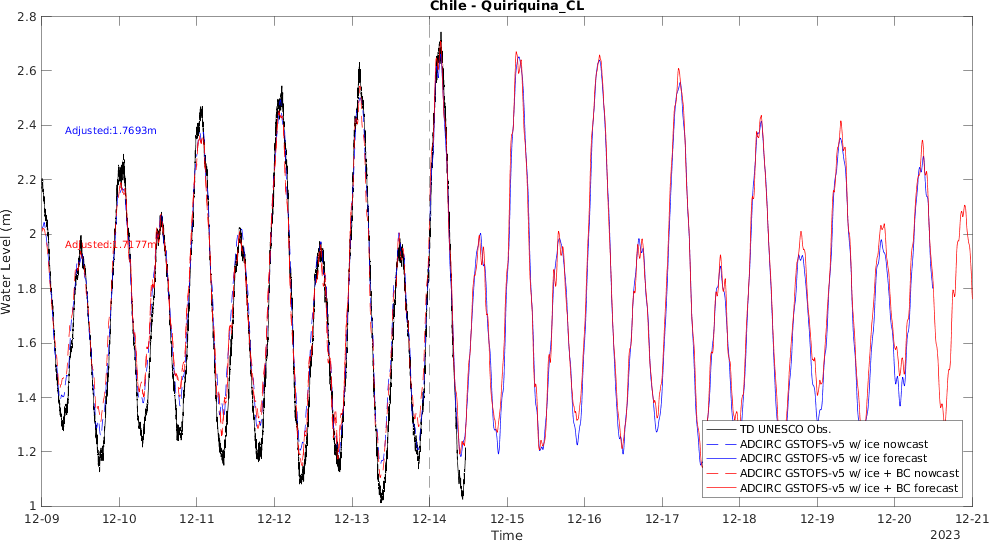 Chile - Quiriquina_CL
2.8
2.6
2.4
2.2
2
1.8
1.6
1.4
1.2
1
Water Level (m)
Adjusted:1.7693m
Adjusted:1.7177m
TD UNESCO Obs.
ADCIRC GSTOFS-v5 w/ ice nowcast
ADCIRC GSTOFS-v5 w/ ice forecast
ADCIRC GSTOFS-v5 w/ ice + BC nowcast
ADCIRC GSTOFS-v5 w/ ice + BC forecast
12-09 12-10 12-11 12-12 12-13 12-14 12-15 12-16 12-17 12-18 12-19 12-20 12-21
Time
2023